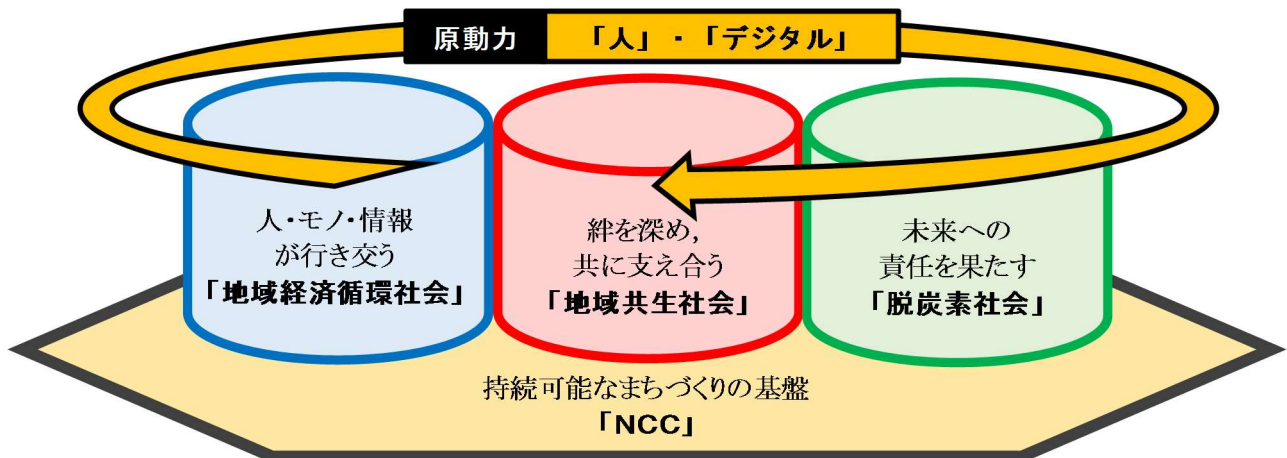 原動力 「人」・「デジタル」
人・モノ・情報
が行き交う
「地域経済循環社会」
絆を深め,
共に支え合う
「地域共生社会」
未来への
責任を果たす
「脱炭素社会」
持続可能なまちづくりの基盤
「NCC」